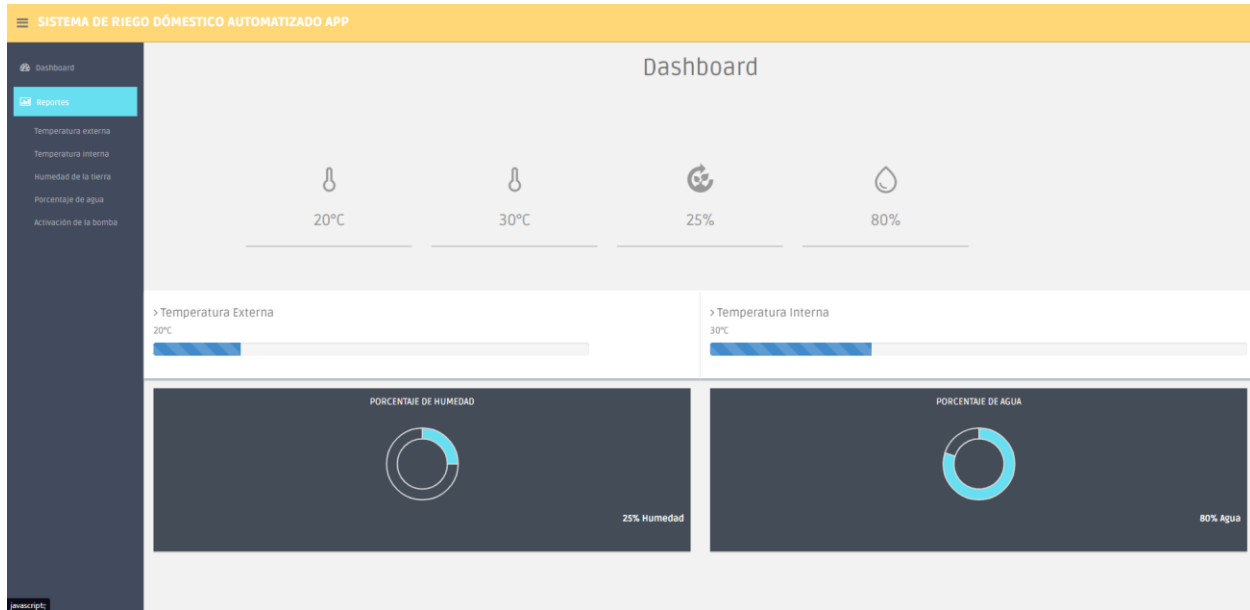 SISTEMA DE RIEGO DÓMESTICO AUTOMATIZADO APP
Dashboard
Reportes
Temperatura externa
Temperatura interna
Humedad de la tierra
Porcentaje de agua
Activación de la bomba
Dashboard
20°C
30°C
25%
80%
> Temperatura Externa
20°C
> Temperatura Interna
30°C
PORCENTAJE DE HUMEDAD
25% Humedad
PORCENTAJE DE AGUA
80% Agua
javascript:;